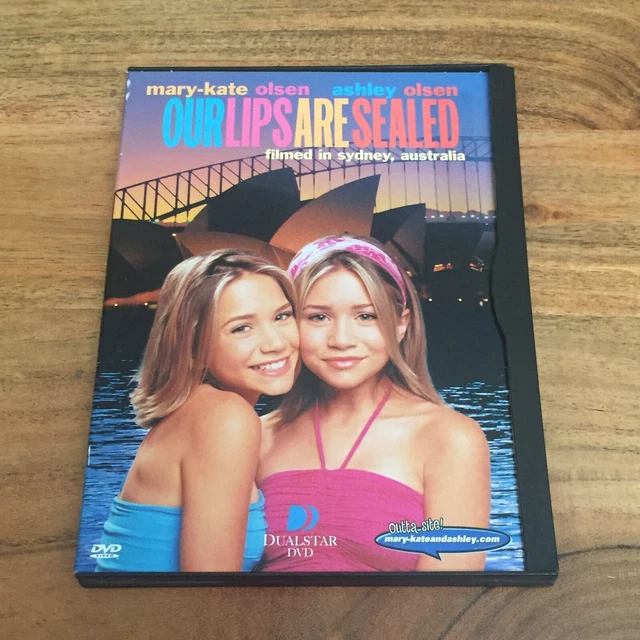 mary-kate olsen ashley olsen
OUR LIPS ARE SEALED
filmed in sydney, australia
DUALSTAR
DVD
Outta-site!
mary-kateandashley.com
DVD
VIDEO